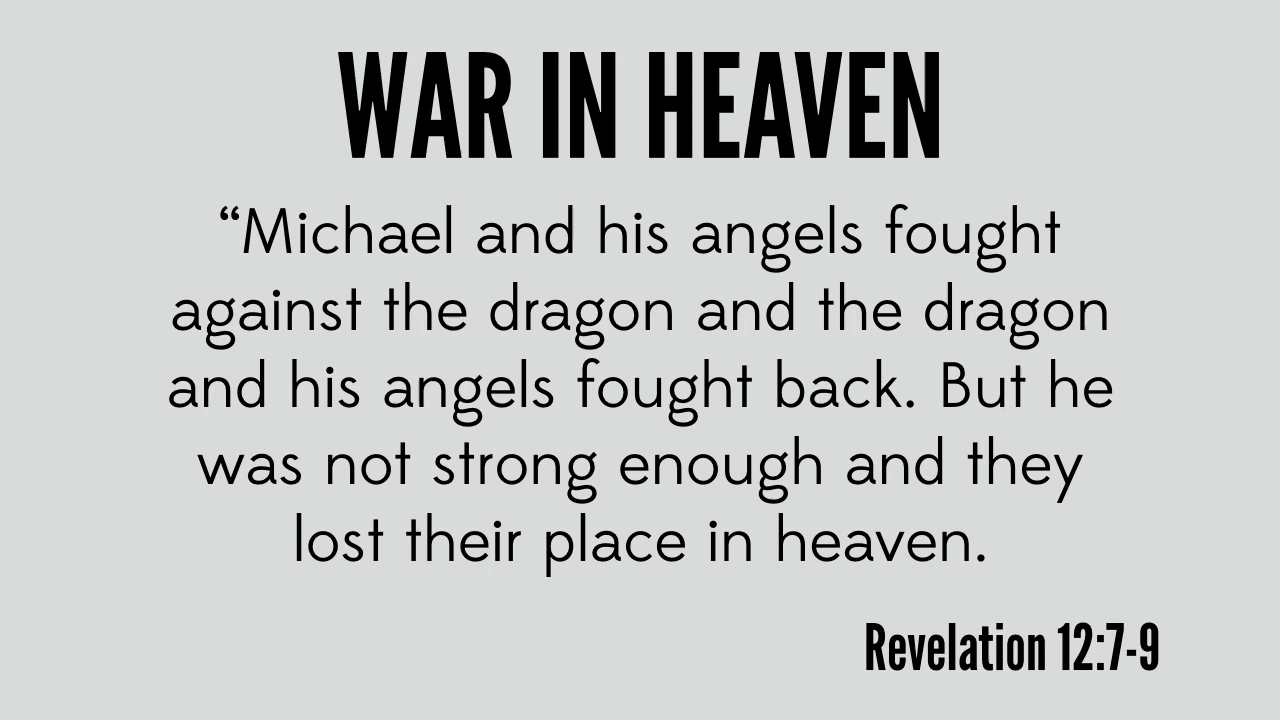 WAR IN HEAVEN
“Michael and his angels fought
against the dragon and the dragon
and his angels fought back. But he
was not strong enough and they
lost their place in heaven.
Revelation 12:7-9